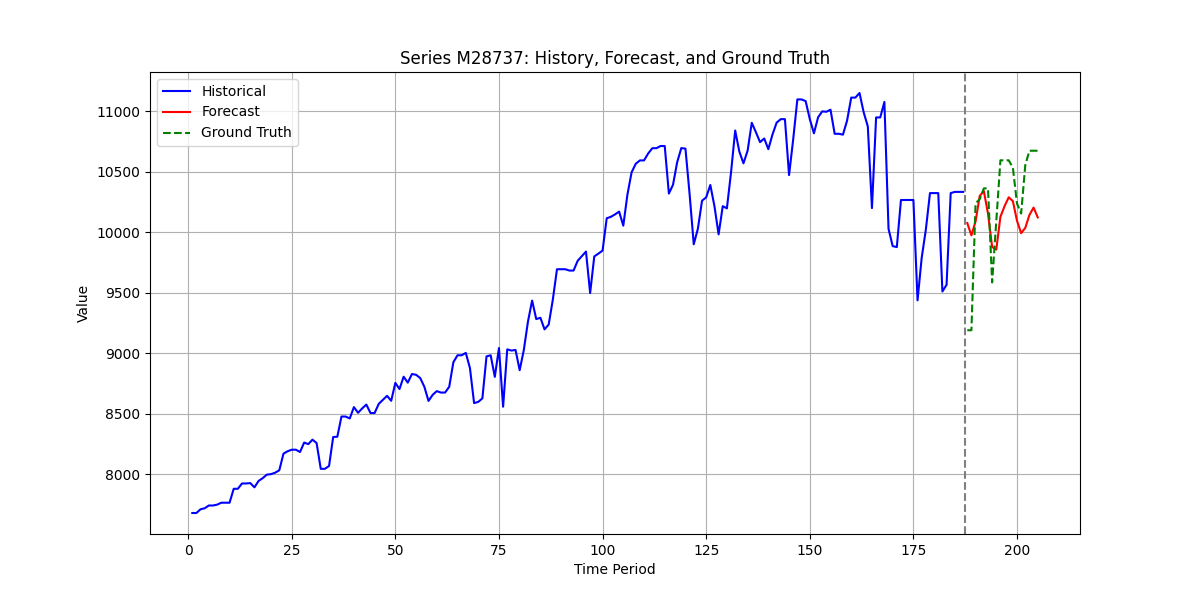 Series M28737: History, Forecast, and Ground Truth
Historical
Forecast
Ground Truth
11000
10500
10000
9500
9000
8500
8000
Value
0 25 50 75 100 125 150 175 200
Time Period